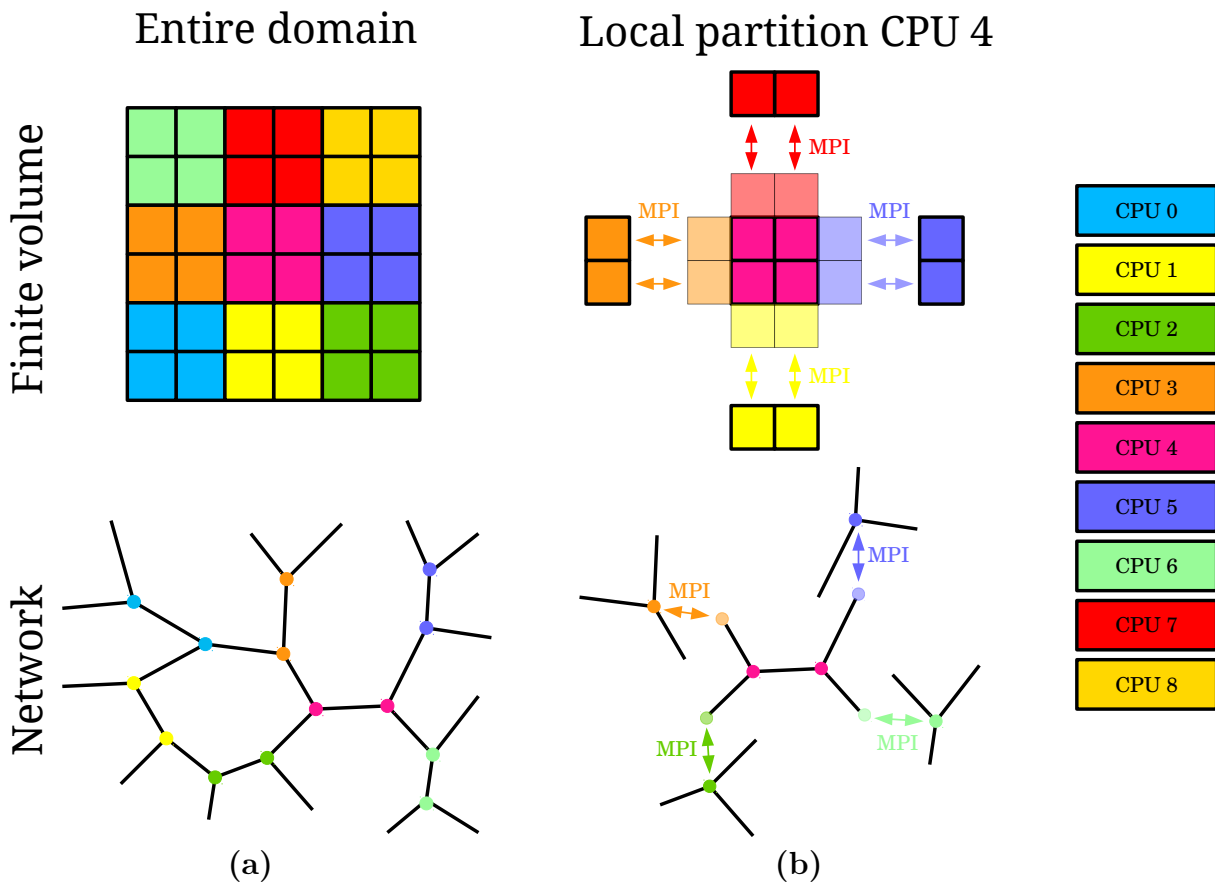 Entire domain
Local partition CPU 4
Finite volume
MPI
MPI
MPI
MPI
CPU 0
CPU 1
CPU 2
CPU 3
CPU 4
CPU 5
CPU 6
CPU 7
CPU 8
Network
MPI
MPI
MPI
MPI
(a)
(b)